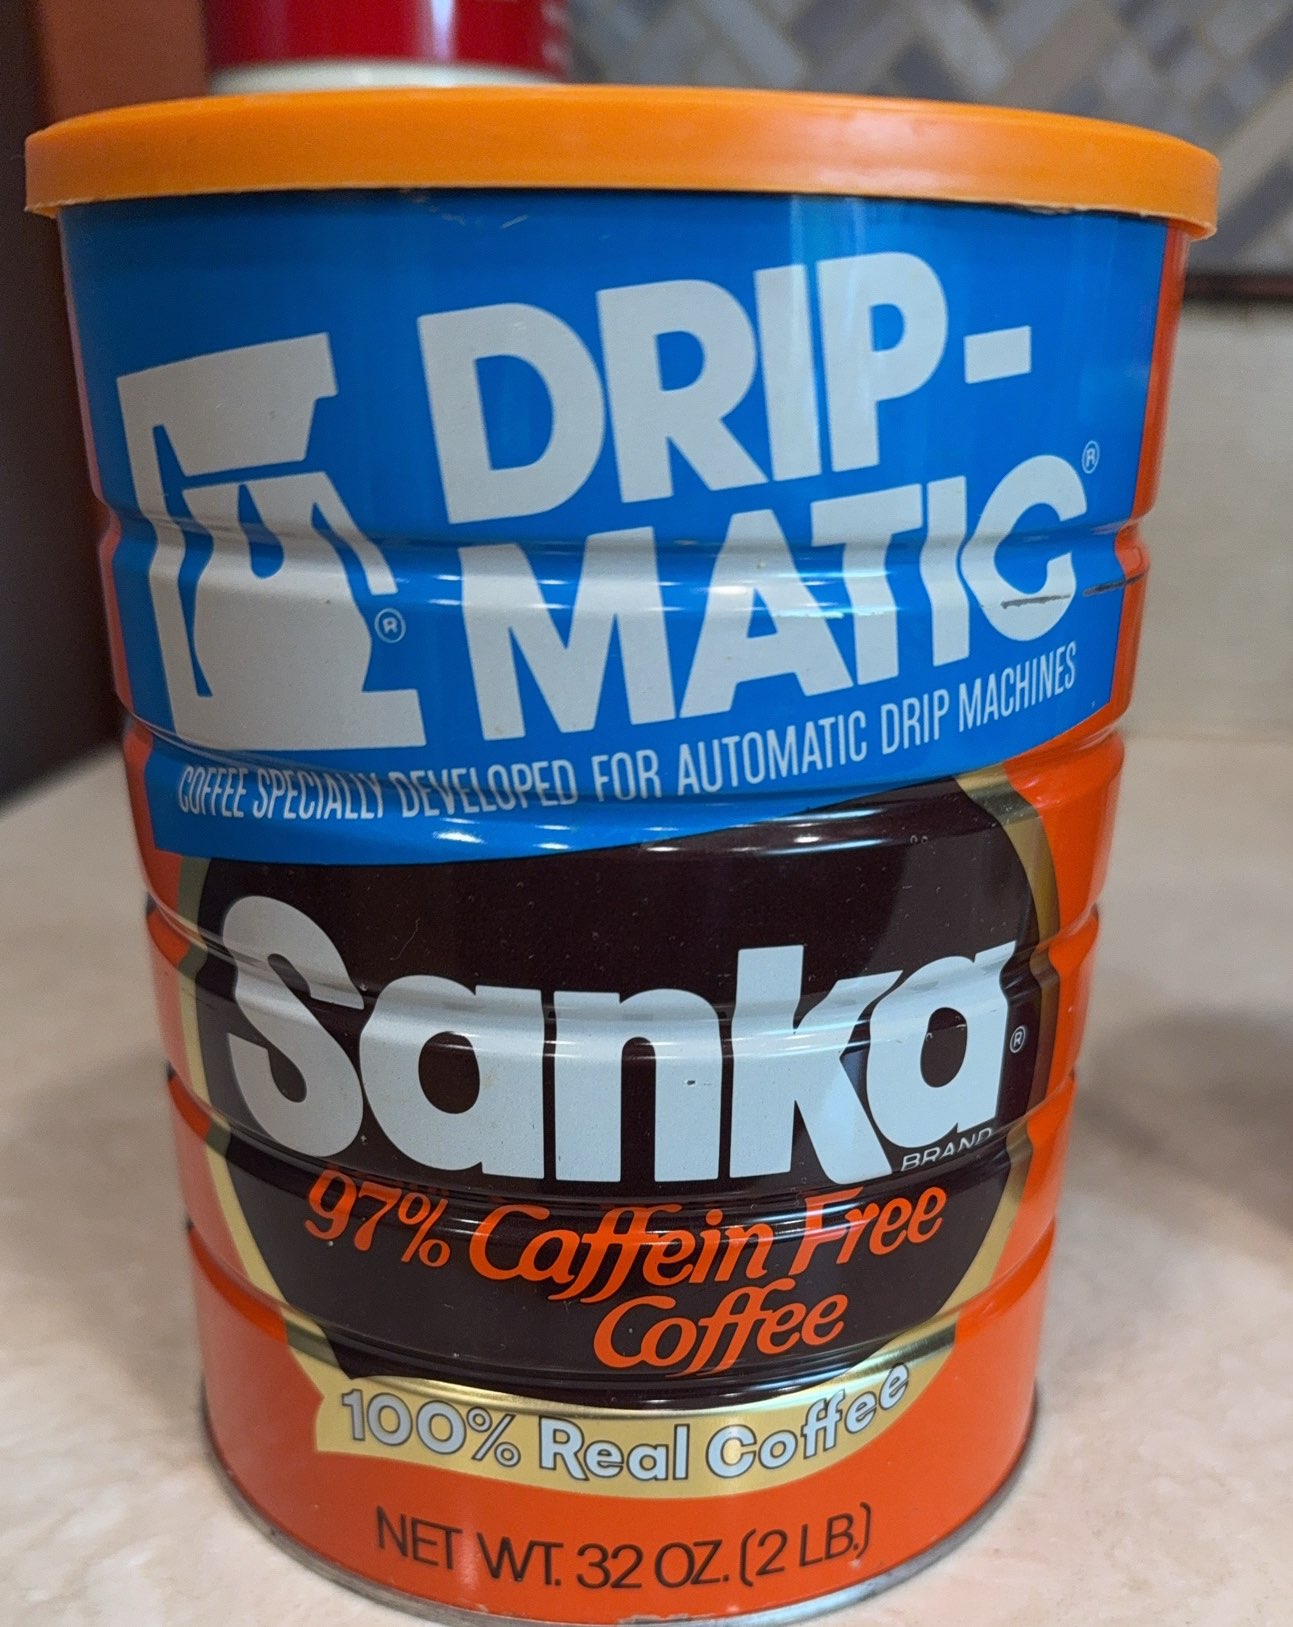 DRIP-
MATIC®
®
COFFEE SPECIALLY DEVELOPED FOR AUTOMATIC DRIP MACHINES
Sanka®
BRAND
97% Caffein Free
Coffee
100% Real Coffee
NET WT. 32 OZ. (2 LB.)